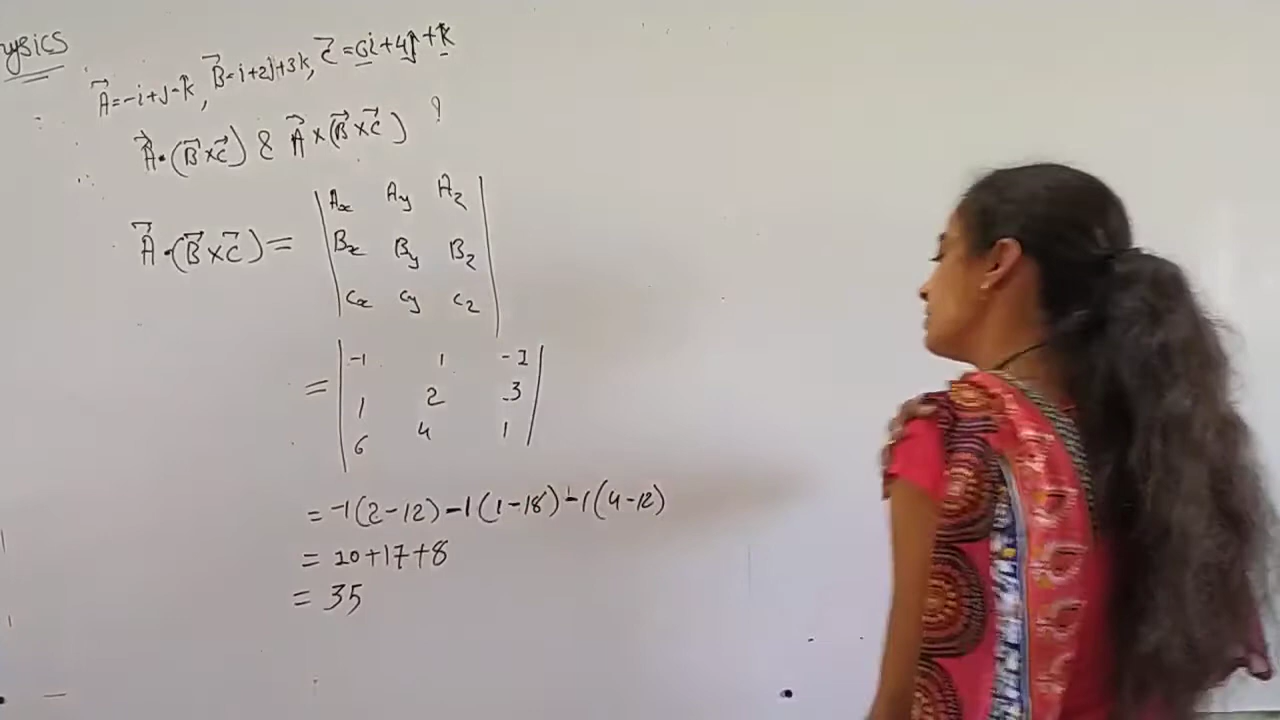 ysics
A⃗=-i+j-k, B⃗=i+2j+3k, C⃗=6i+4j+k
A⃗·(B⃗×C⃗) & A⃗×(B⃗×C⃗) ?
A⃗·(B⃗×C⃗)= | Ax Ay Az |
| Bx By Bz |
| Cx Cy Cz |
= | -1 1 -1 |
| 1 2 3 |
| 6 4 1 |
= -1(2-12) -1(1-18) -1(4-12)
= 10+17+8
= 35